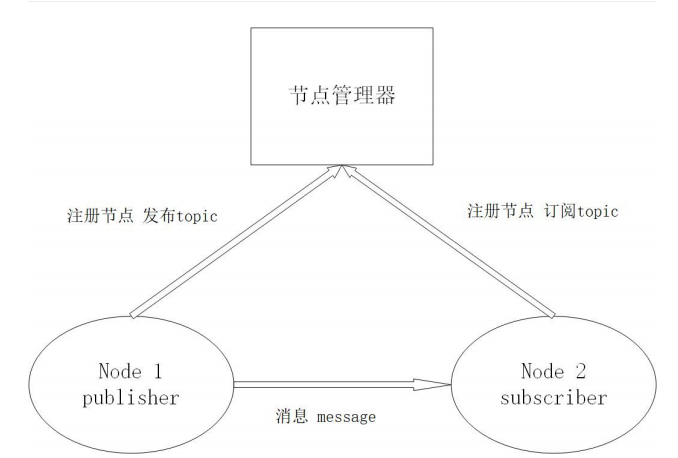 节点管理器
注册节点 发布topic
注册节点 订阅topic
Node 1
publisher
Node 2
subscriber
消息 message